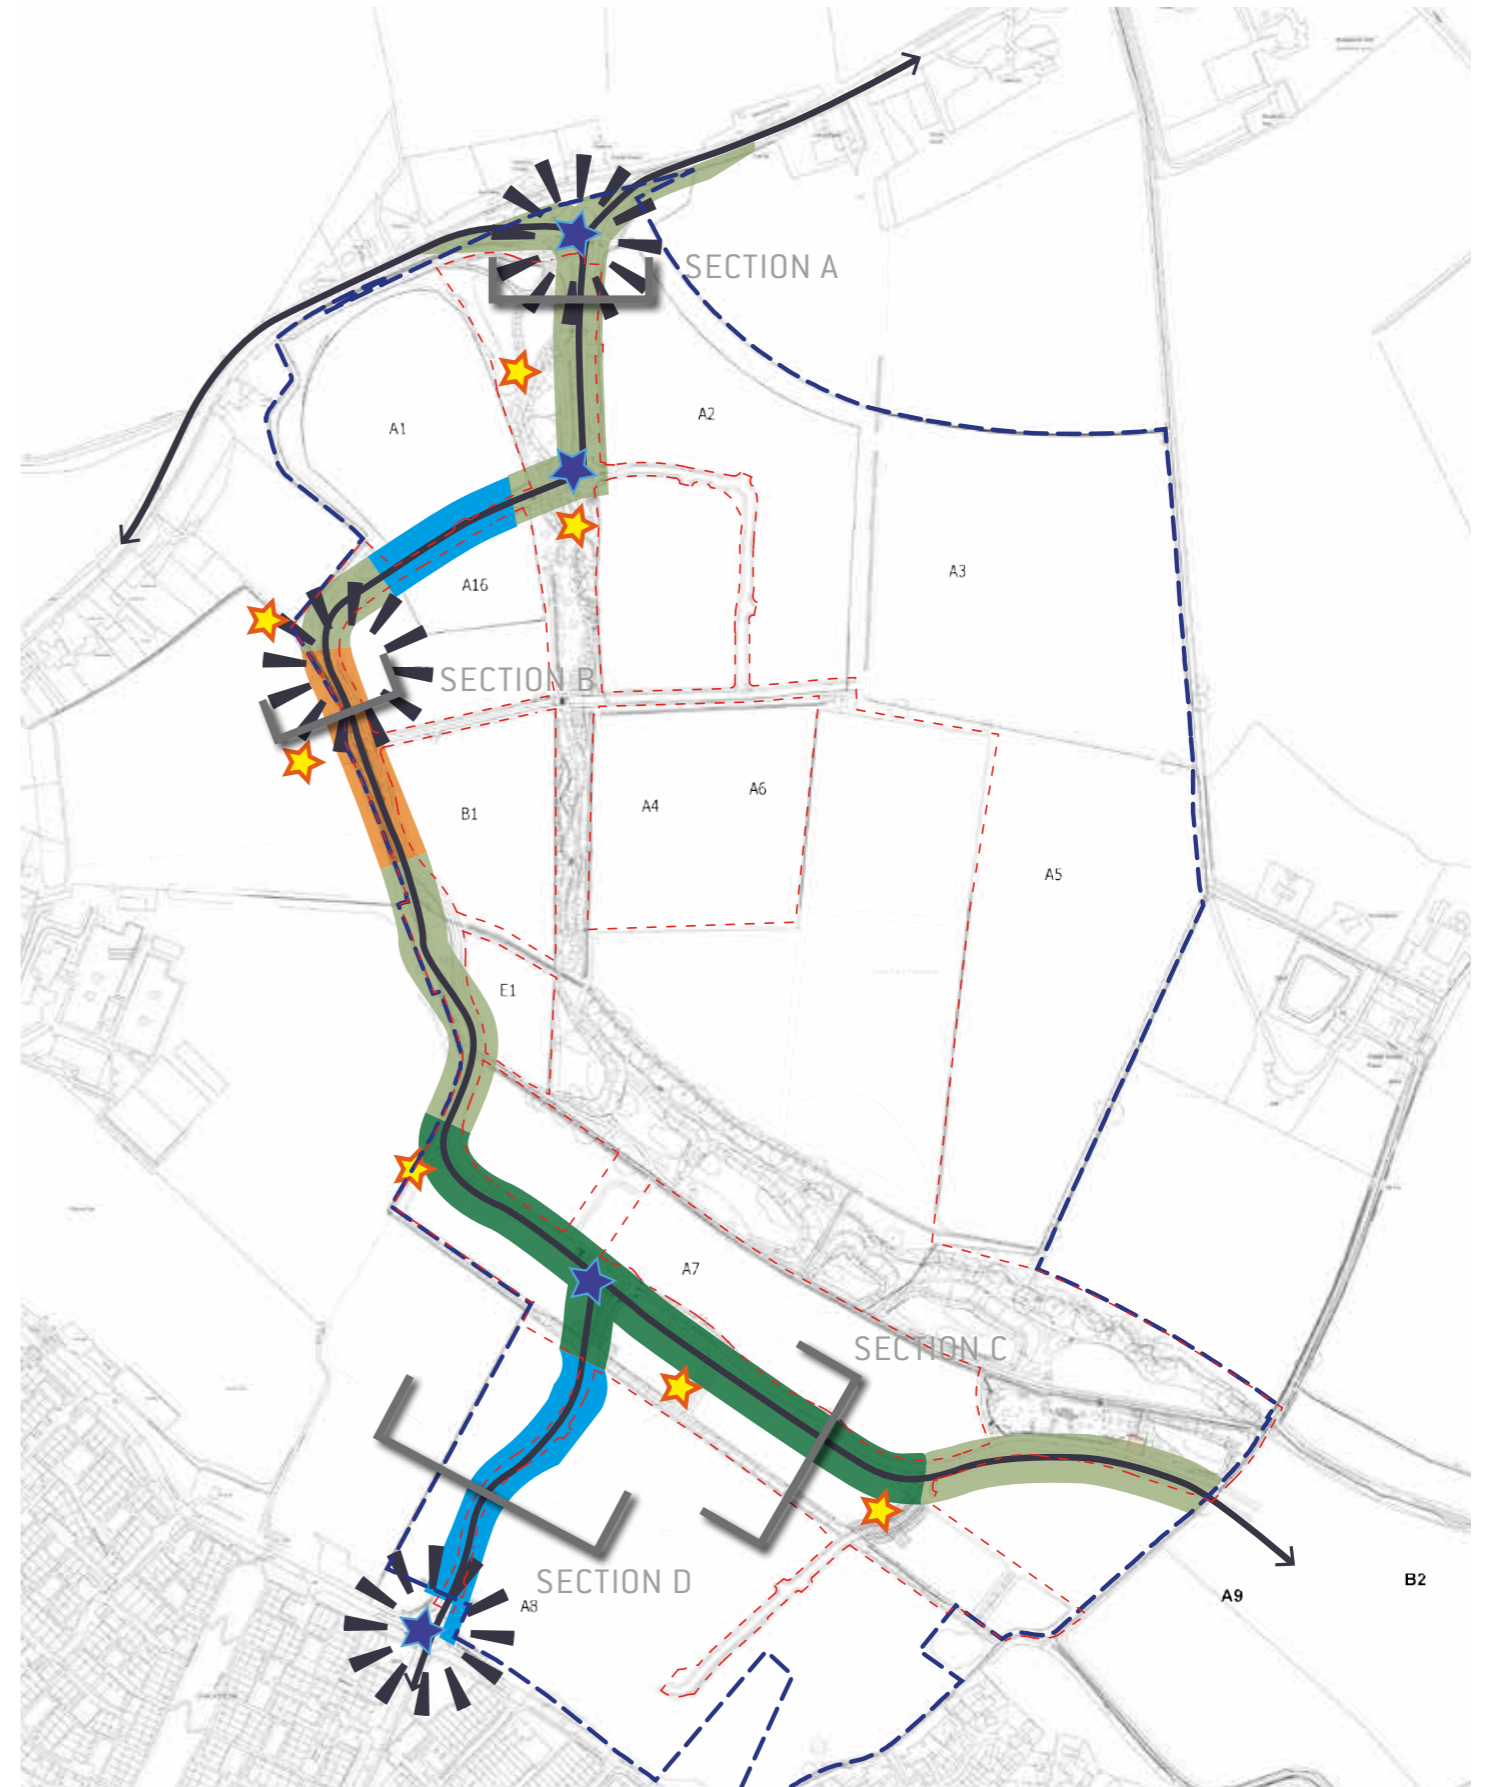 SECTION A
A1
A2
A3
A16
SECTION B
B1
A4
A6
A5
E1
A7
SECTION C
SECTION D
A8
A9
B2